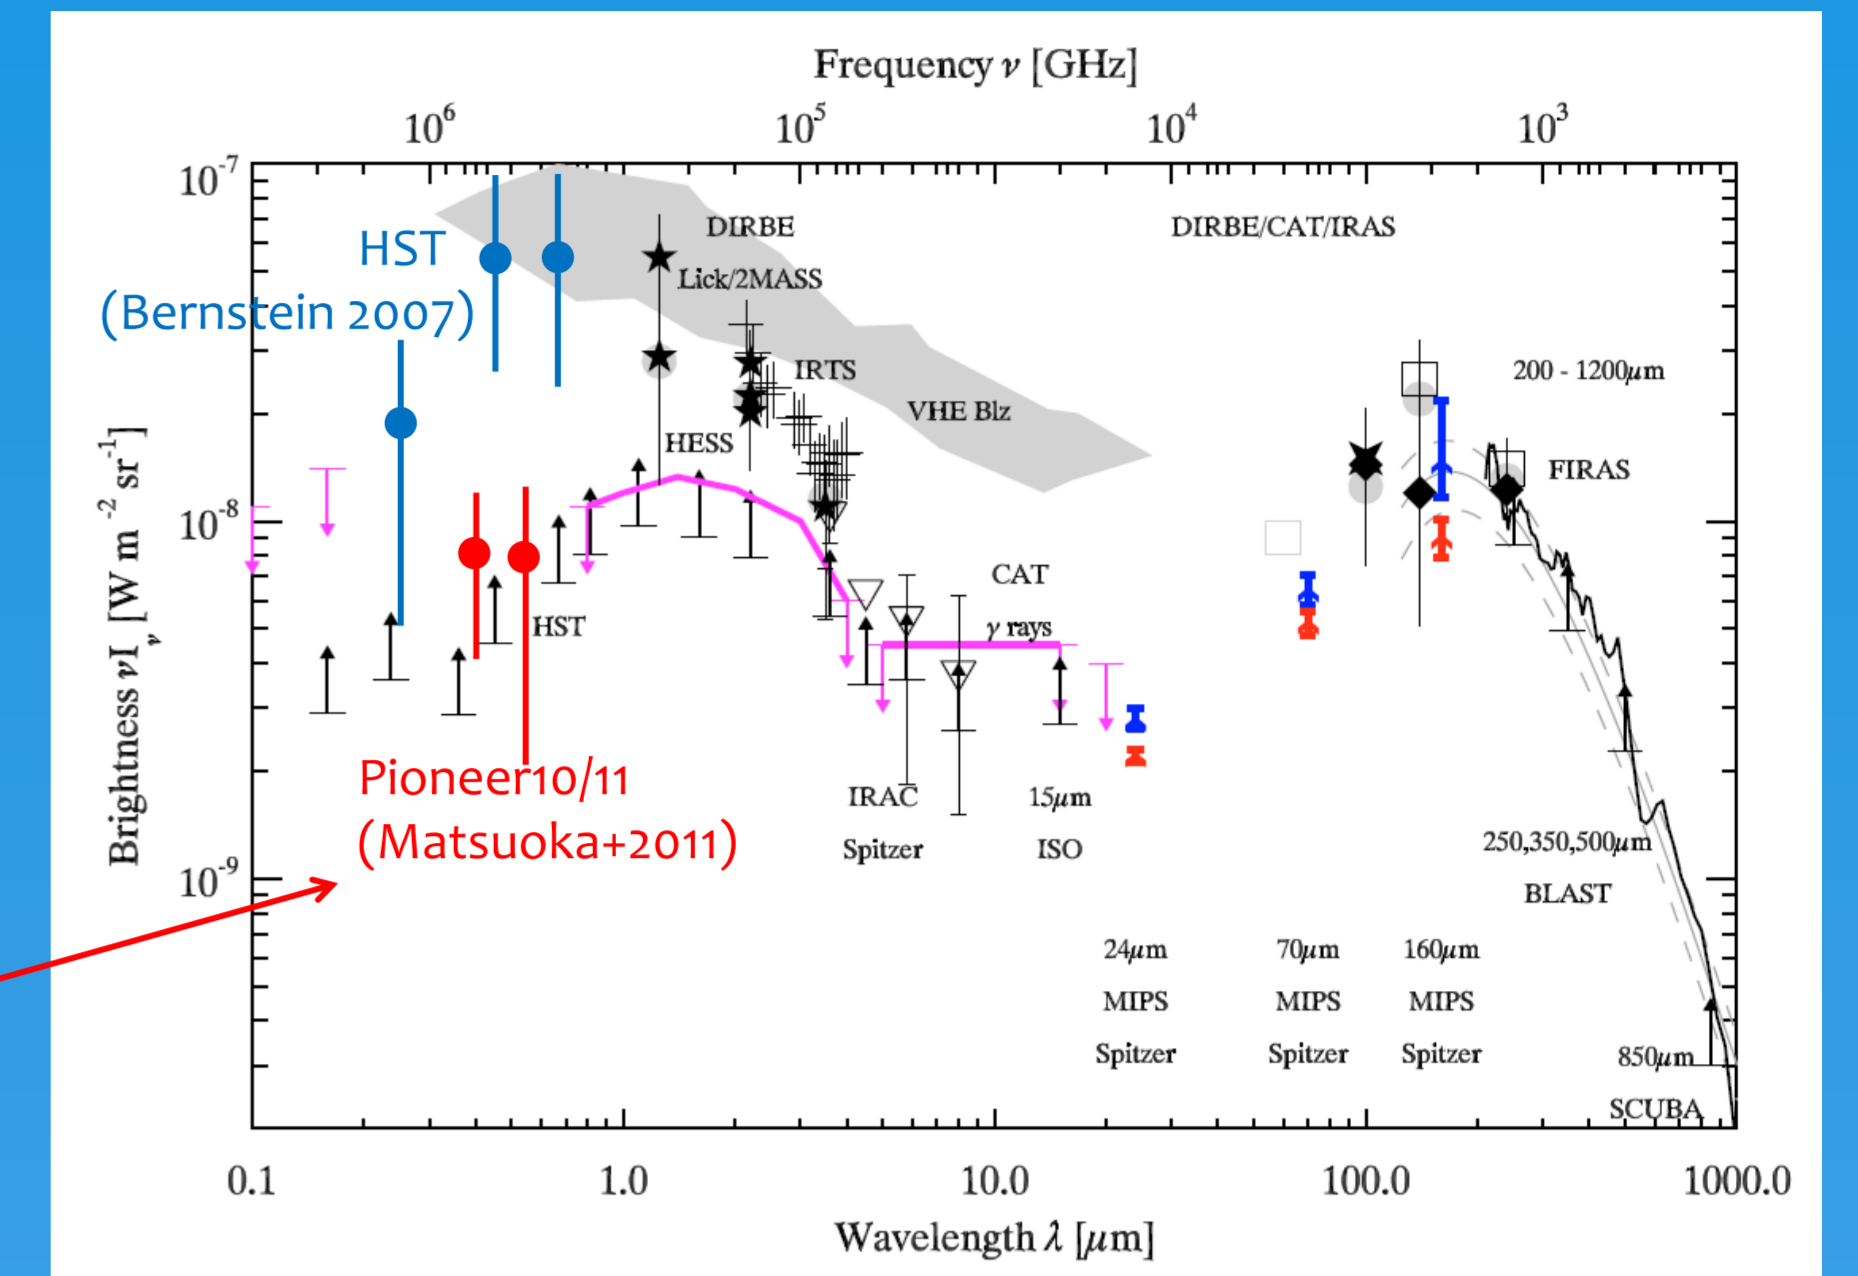 Frequency ν [GHz]
10^6 10^5 10^4 10^3
10^-7
10^-8
10^-9
Brightness νI_ν [W m^-2 sr^-1]
HST
(Bernstein 2007)
DIRBE
Lick/2MASS
DIRBE/CAT/IRAS
IRTS
VHE Blz
HESS
200 - 1200μm
FIRAS
HST
CAT
γ rays
Pioneer10/11
(Matsuoka+2011)
IRAC
Spitzer
15μm
ISO
250,350,500μm
BLAST
24μm
MIPS
Spitzer
70μm
MIPS
Spitzer
160μm
MIPS
Spitzer
850μm
SCUBA
0.1 1.0 10.0 100.0 1000.0
Wavelength λ [μm]